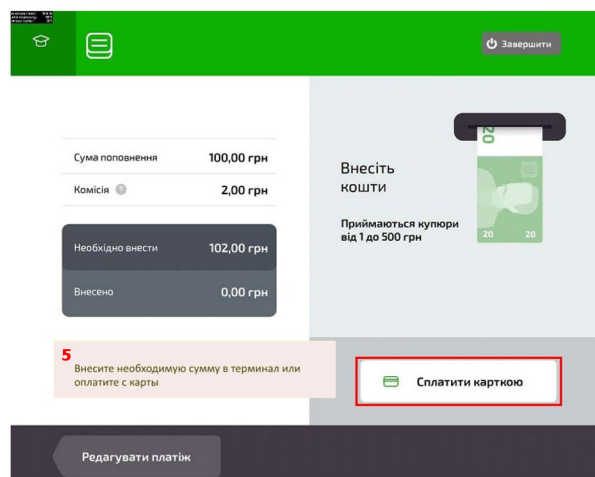 Завершити
Сума поповнення 100,00 грн
Комісія ? 2,00 грн
Необхідно внести 102,00 грн
Внесено 0,00 грн
Внесіть
кошти
Приймаються купюри
від 1 до 500 грн
20
20 20
5
Внесите необходимую сумму в терминал или
оплатите с карты
Сплатити карткою
Редагувати платіж